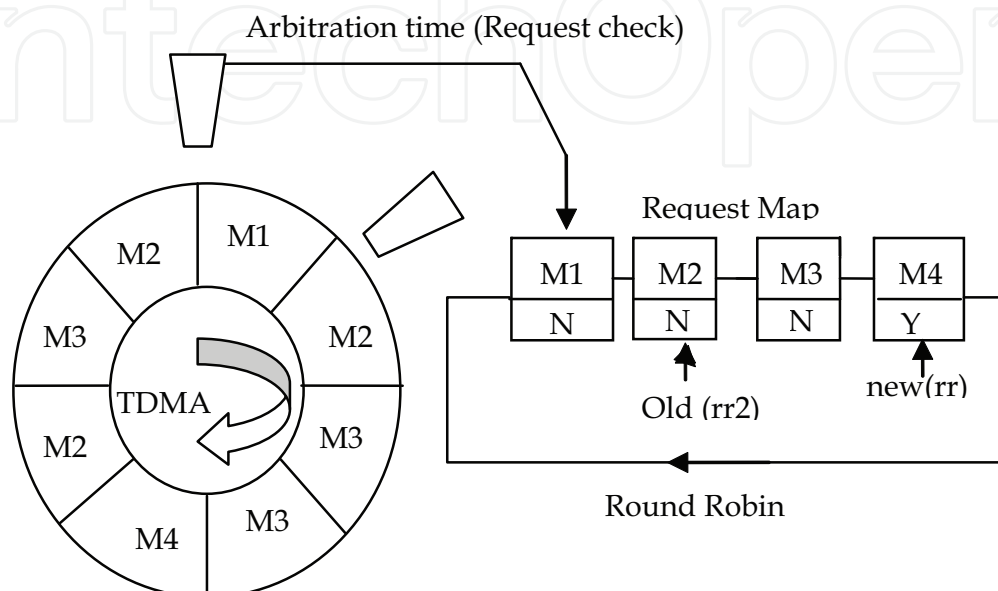 IntechOpen
Arbitration time (Request check)
Request Map
M1
M2
M3
M4
N
N
N
Y
Old (rr2)
new(rr)
Round Robin
M1
M2
M3
M3
M4
M2
M3
M2
TDMA